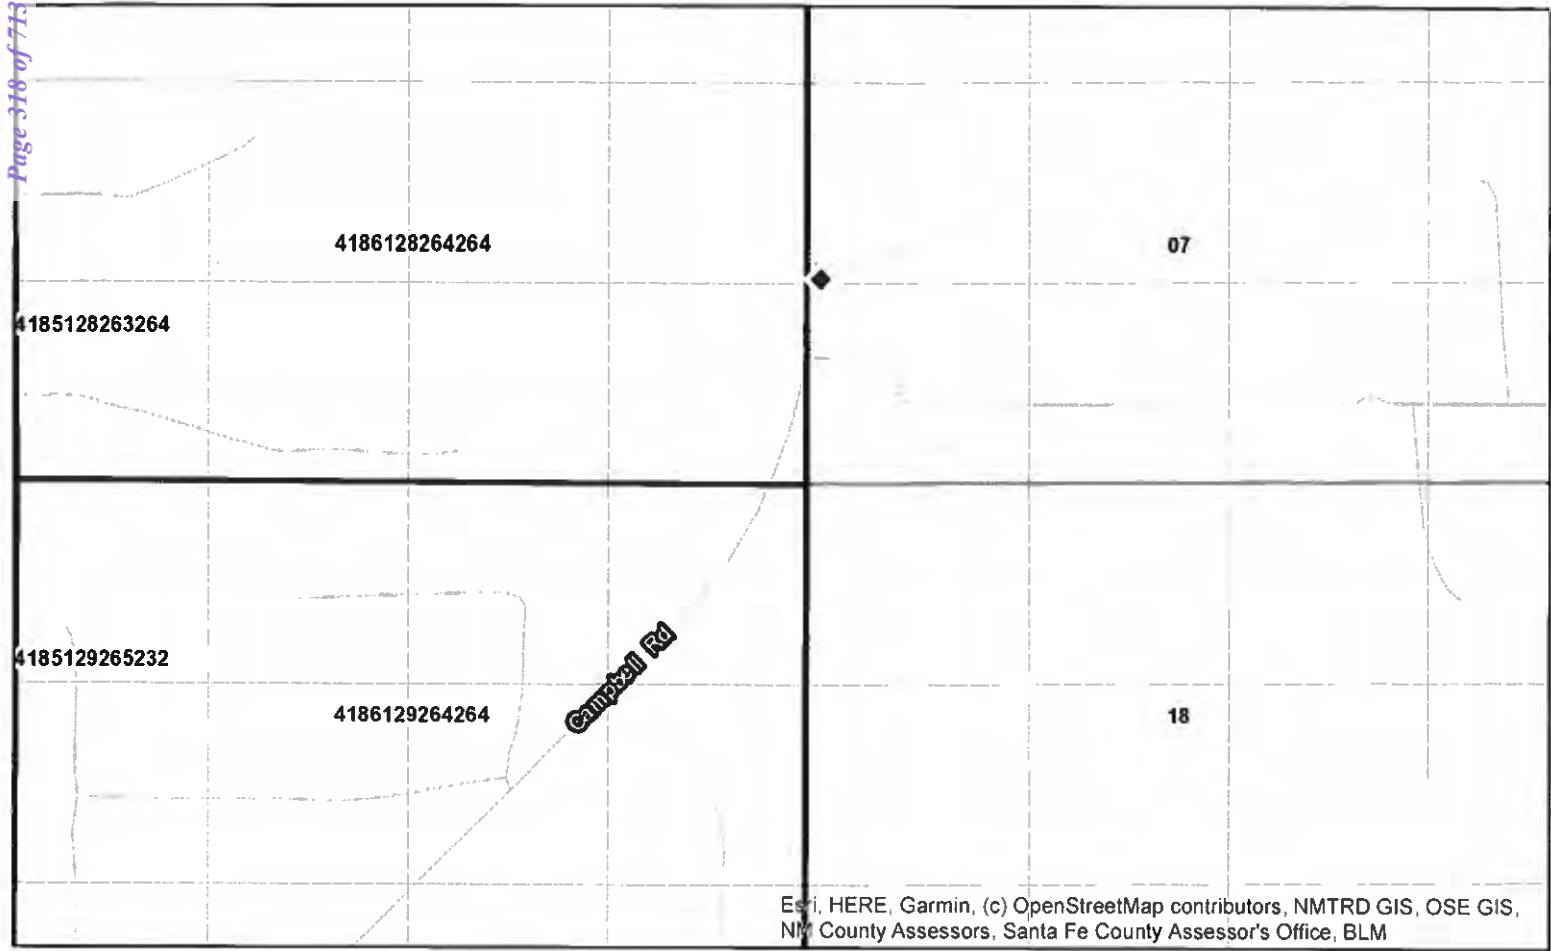 Page 318 of 713
4186128264264
07
4185128263264
Campbell Rd
4185129265232
4186129264264
18
Esri, HERE, Garmin, (c) OpenStreetMap contributors, NMTRD GIS, OSE GIS,
NM County Assessors, Santa Fe County Assessor's Office, BLM